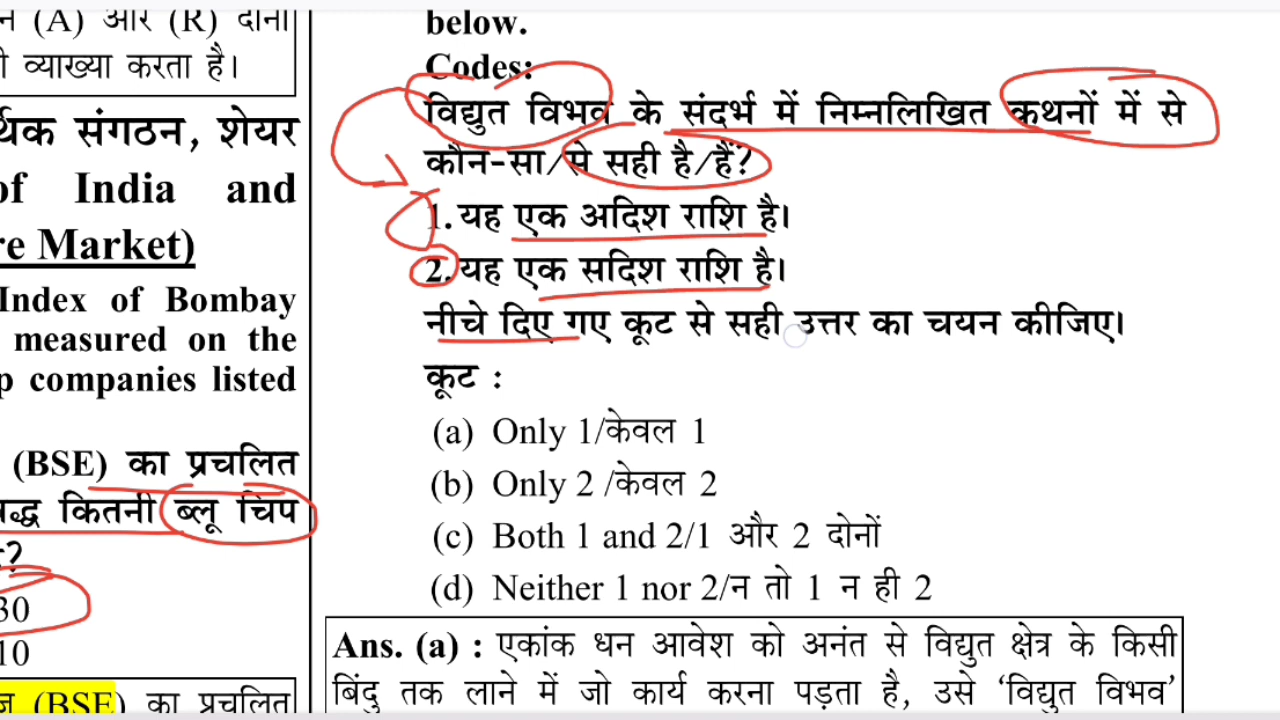 न (A) और (R) दोनों
व्याख्या करता है।
र्थिक संगठन, शेयर
of India and
re Market)
Index of Bombay
measured on the
p companies listed
(BSE) का प्रचलित
बद्ध कितनी ब्लू चिप
?
30
10
(BSE) का प्रचलित
below.
Codes:
विद्युत विभव के संदर्भ में निम्नलिखित कथनों में से
कौन-सा/से सही है/हैं?
1. यह एक अदिश राशि है।
2. यह एक सदिश राशि है।
नीचे दिए गए कूट से सही उत्तर का चयन कीजिए।
कूट :
(a) Only 1/केवल 1
(b) Only 2 /केवल 2
(c) Both 1 and 2/1 और 2 दोनों
(d) Neither 1 nor 2/न तो 1 न ही 2
Ans. (a) : एकांक धन आवेश को अनंत से विद्युत क्षेत्र के किसी
बिंदु तक लाने में जो कार्य करना पड़ता है, उसे ‘विद्युत विभव’